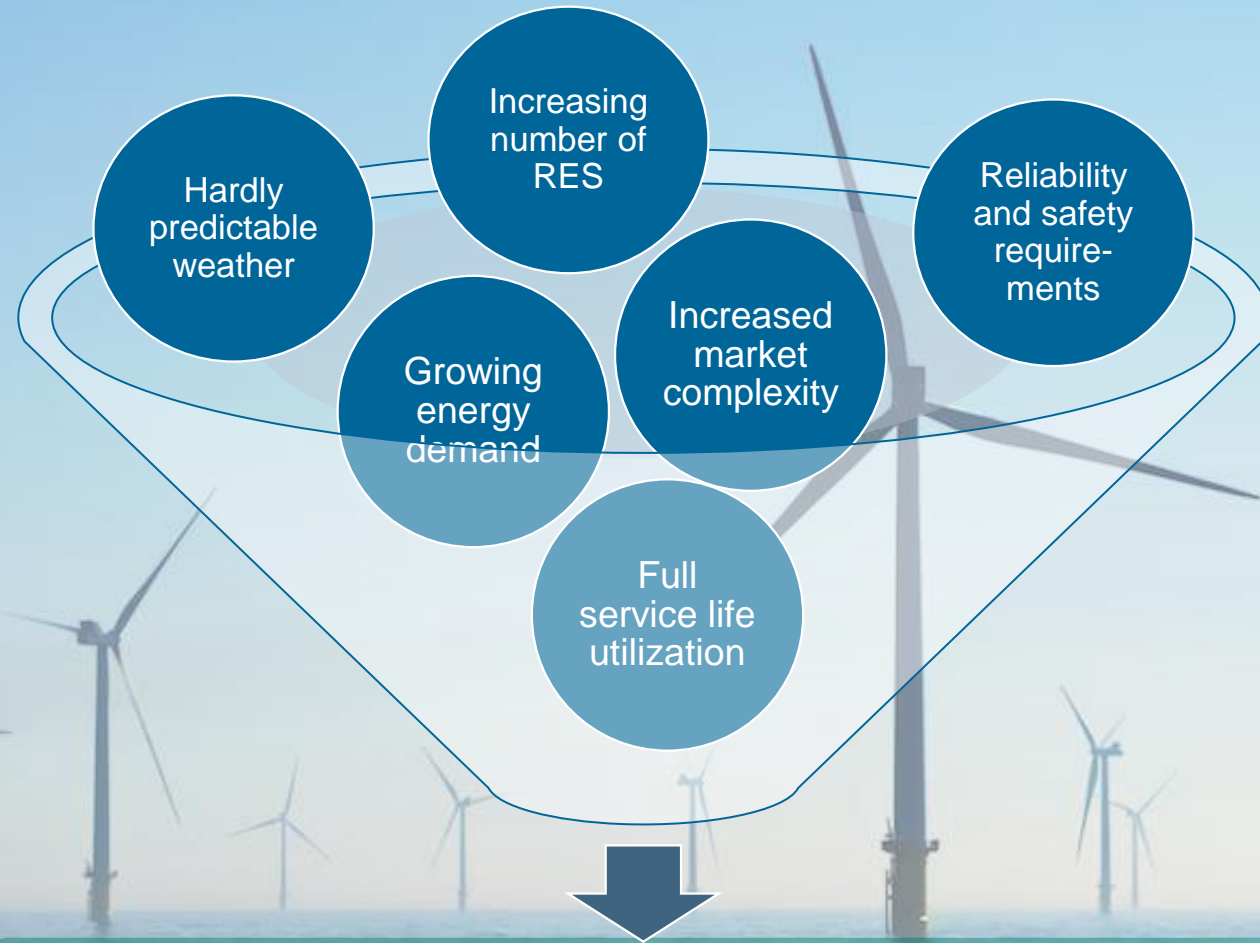 Increasing
number of
RES
Hardly
predictable
weather
Reliability
and safety
require-
ments
Increased
market
complexity
Growing
energy
demand
Full
service life
utilization